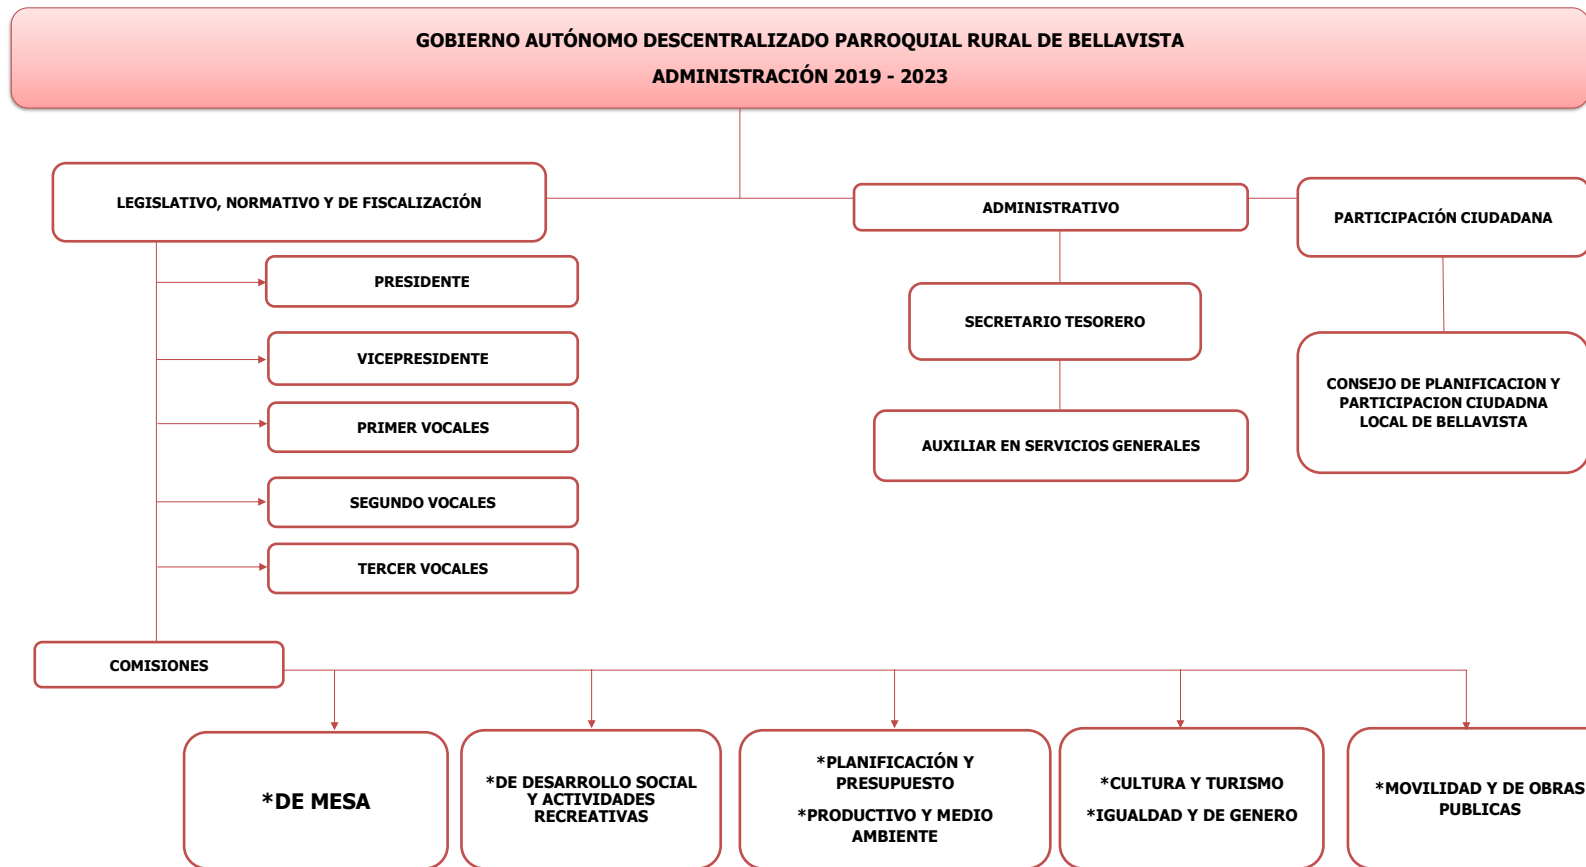 GOBIERNO AUTÓNOMO DESCENTRALIZADO PARROQUIAL RURAL DE BELLAVISTA
ADMINISTRACIÓN 2019 - 2023
LEGISLATIVO, NORMATIVO Y DE FISCALIZACIÓN
ADMINISTRATIVO
PARTICIPACIÓN CIUDADANA
PRESIDENTE
VICEPRESIDENTE
PRIMER VOCALES
SEGUNDO VOCALES
TERCER VOCALES
SECRETARIO TESORERO
AUXILIAR EN SERVICIOS GENERALES
CONSEJO DE PLANIFICACION Y
PARTICIPACION CIUDADNA
LOCAL DE BELLAVISTA
COMISIONES
*DE MESA
*DE DESARROLLO SOCIAL
Y ACTIVIDADES
RECREATIVAS
*PLANIFICACIÓN Y
PRESUPUESTO
*PRODUCTIVO Y MEDIO
AMBIENTE
*CULTURA Y TURISMO
*IGUALDAD Y DE GENERO
*MOVILIDAD Y DE OBRAS
PUBLICAS